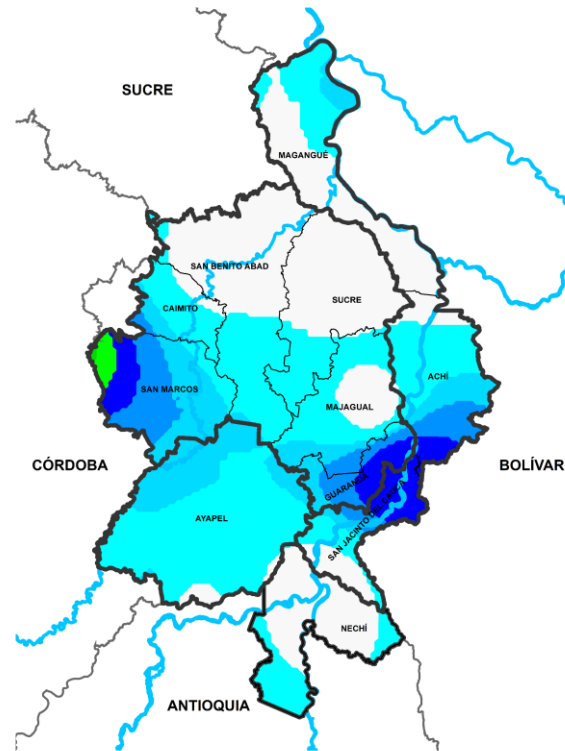 SUCRE
MAGANGUÉ
SAN BENITO ABAD
SUCRE
CAIMITO
ACHÍ
SAN MARCOS
MAJAGUAL
CÓRDOBA
BOLÍVAR
GUARANDA
AYAPEL
SAN JACINTO DEL CAUCA
NECHÍ
ANTIOQUIA